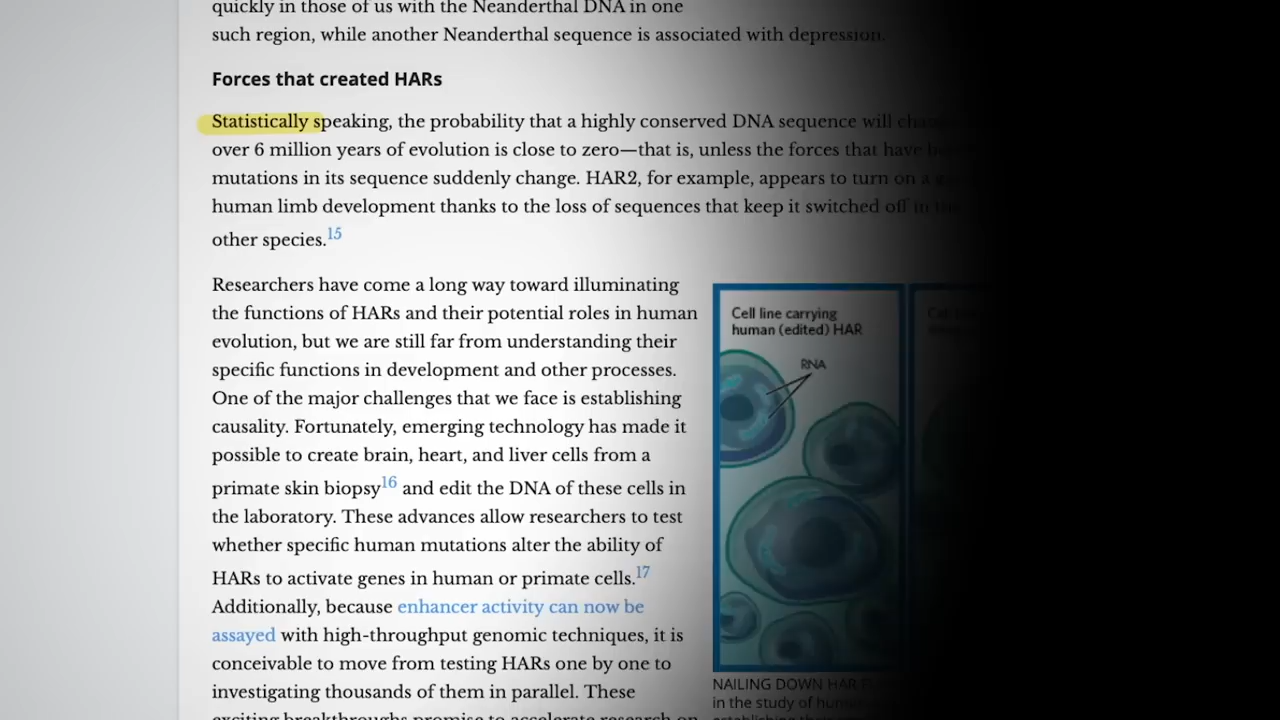 quickly in those of us with the Neanderthal DNA in one
such region, while another Neanderthal sequence is associated with depression.
Forces that created HARs
Statistically speaking, the probability that a highly conserved DNA sequence will
over 6 million years of evolution is close to zero—that is, unless the forces that have
mutations in its sequence suddenly change. HAR2, for example, appears to turn on a
human limb development thanks to the loss of sequences that keep it switched off in
other species.15
Researchers have come a long way toward illuminating
the functions of HARs and their potential roles in human
evolution, but we are still far from understanding their
specific functions in development and other processes.
One of the major challenges that we face is establishing
causality. Fortunately, emerging technology has made it
possible to create brain, heart, and liver cells from a
primate skin biopsy16 and edit the DNA of these cells in
the laboratory. These advances allow researchers to test
whether specific human mutations alter the ability of
HARs to activate genes in human or primate cells.17
Additionally, because enhancer activity can now be
assayed with high-throughput genomic techniques, it is
conceivable to move from testing HARs one by one to
investigating thousands of them in parallel. These
exciting breakthroughs promise to accelerate research on
Cell line carrying
human (edited) HAR
RNA
NAILING DOWN HAR
in the study of